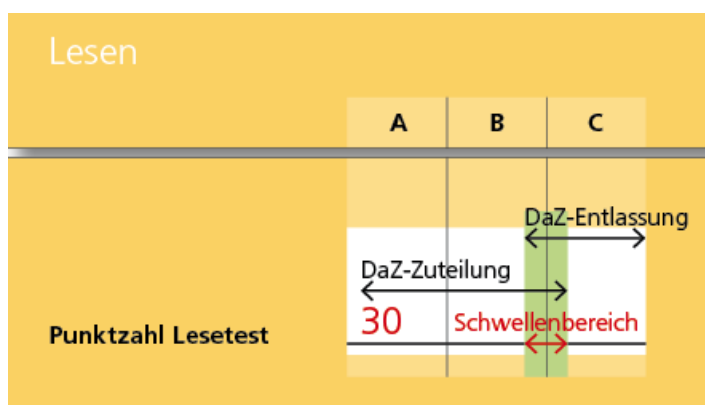 Lesen
A B C
DaZ-Entlassung
DaZ-Zuteilung
30 Schwellenbereich
Punktzahl Lesetest